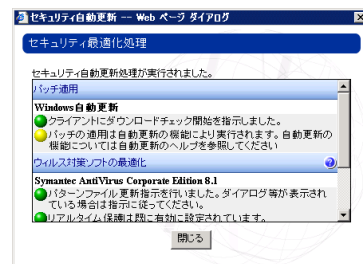 セキュリティ自動更新 -- Web ページ ダイアログ
セキュリティ最適化処理
セキュリティ自動更新処理が実行されました。
パッチ適用
Windows自動更新
クライアントにダウンロードチェック開始を指示しました。
パッチの適用は自動更新の機能により実行されます。自動更新の
機能については自動更新のヘルプを参照してください
ウィルス対策ソフトの最適化
Symantec AntiVirus Corporate Edition 8.1
パターンファイル更新指示を行いました。ダイアログ等が表示され
ている場合は指示に従ってください。
リアルタイム保護は既に有効に設定されています。
閉じる